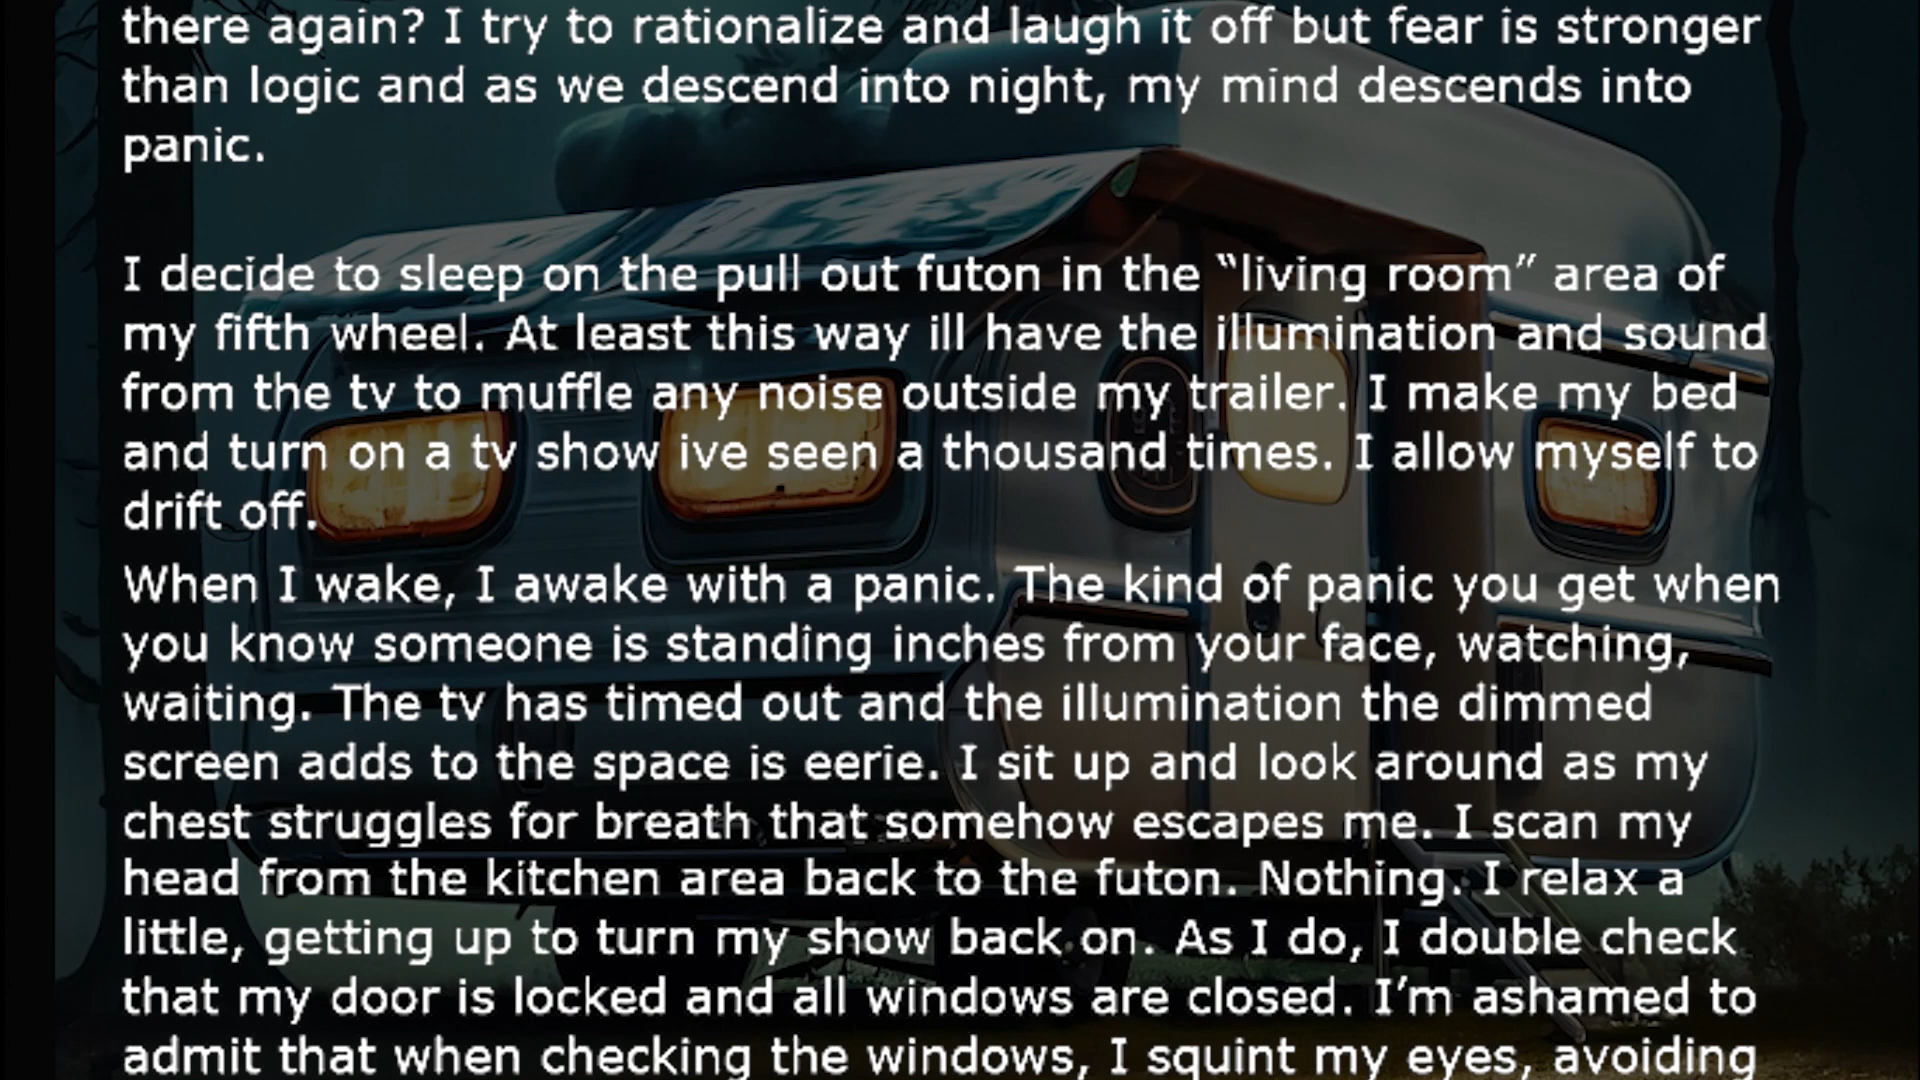 there again? I try to rationalize and laugh it off but fear is stronger
than logic and as we descend into night, my mind descends into
panic.
I decide to sleep on the pull out futon in the “living room” area of
my fifth wheel. At least this way ill have the illumination and sound
from the tv to muffle any noise outside my trailer. I make my bed
and turn on a tv show ive seen a thousand times. I allow myself to
drift off.
When I wake, I awake with a panic. The kind of panic you get when
you know someone is standing inches from your face, watching,
waiting. The tv has timed out and the illumination the dimmed
screen adds to the space is eerie. I sit up and look around as my
chest struggles for breath that somehow escapes me. I scan my
head from the kitchen area back to the futon. Nothing. I relax a
little, getting up to turn my show back on. As I do, I double check
that my door is locked and all windows are closed. I’m ashamed to
admit that when checking the windows, I squint my eyes, avoiding